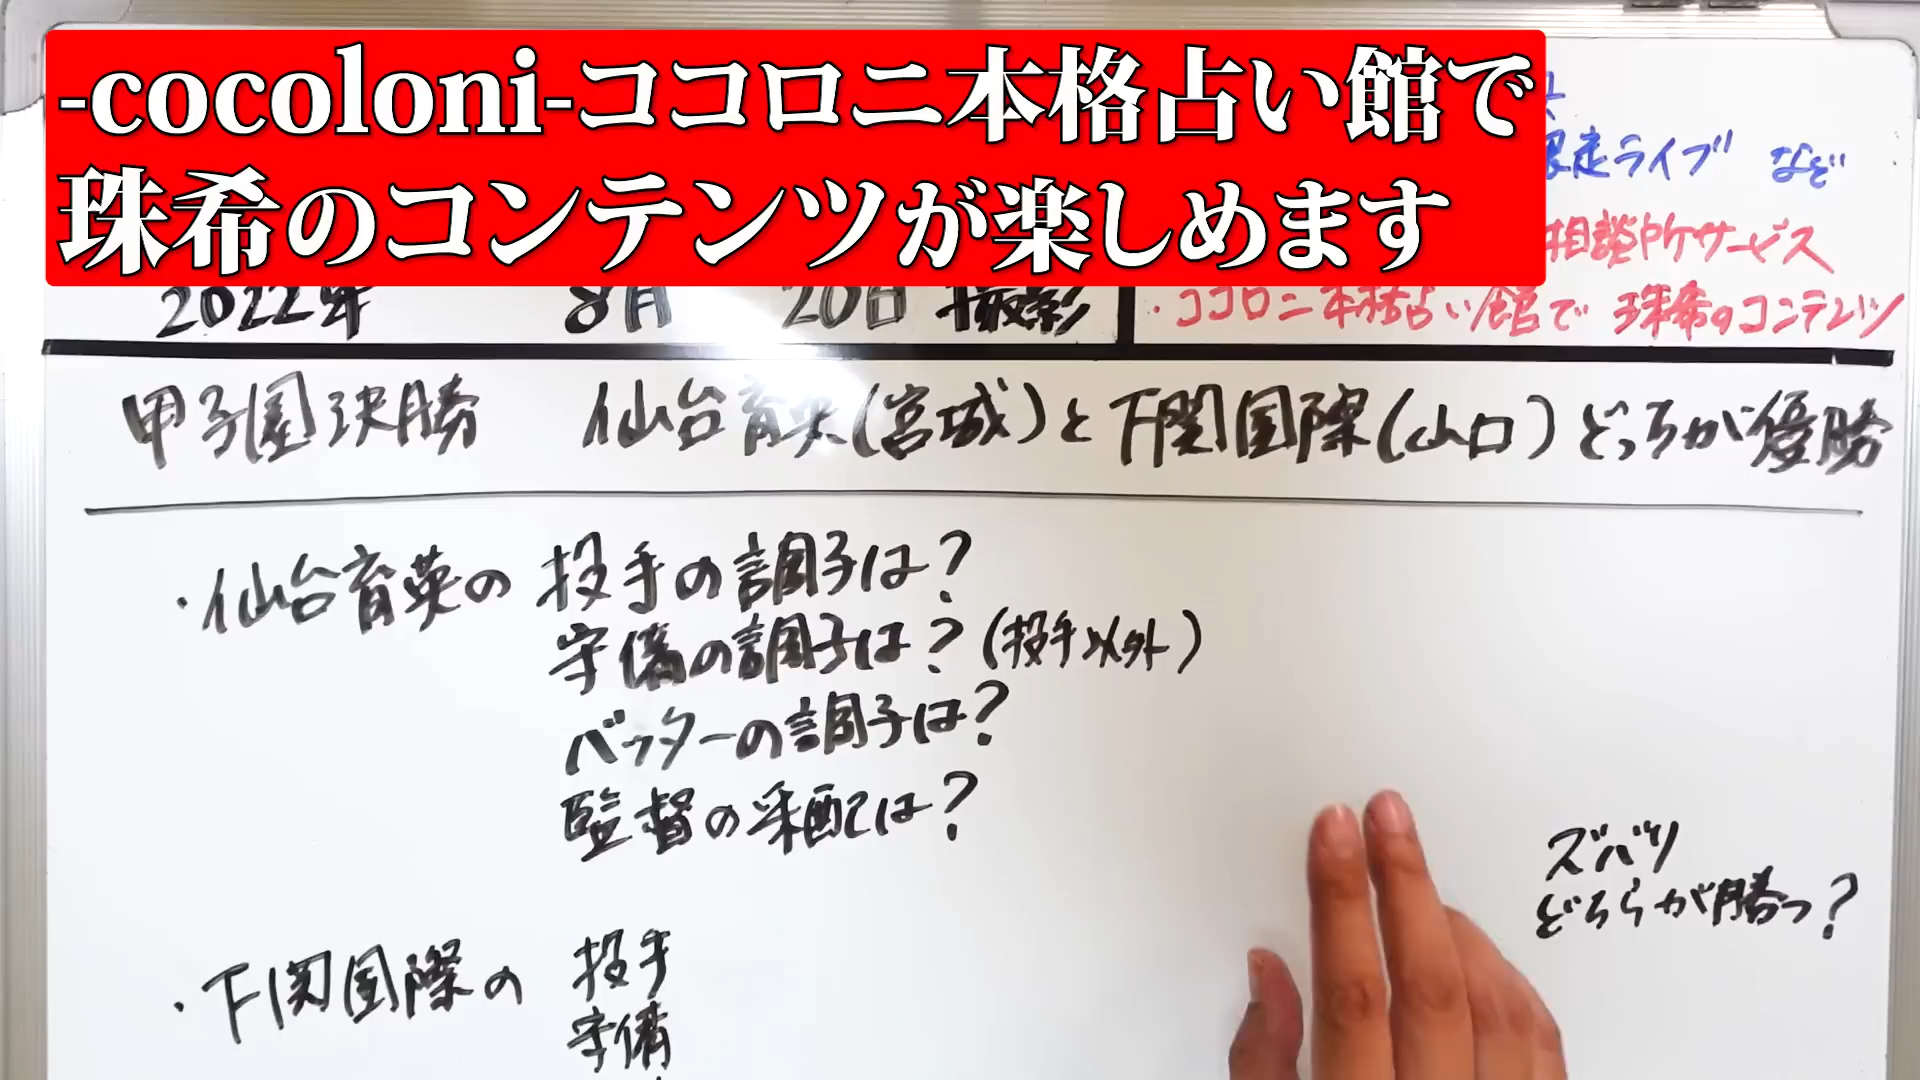 -cocoloni-ココロニ本格占い館で
珠希のコンテンツが楽しめます
限定ライブ など
相談所サービス
・ココロニ本格占い館で 珠希のコンテンツ
2022年 8月 20日 撮影
甲子園決勝 仙台育英(宮城)と下関国際(山口)どっちが優勝
・仙台育英の 投手の調子は?
守備の調子は?(投手以外)
バッターの調子は?
監督の采配は?
ズバリ
どちらが勝つ?
・下関国際の 投手
守備